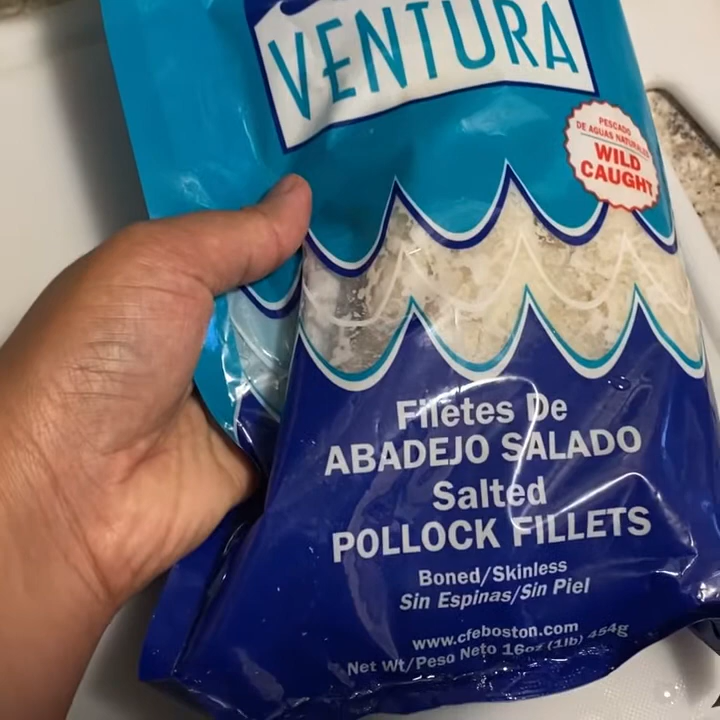 VENTURA
PESCADO
DE AGUAS NATURALES
WILD
CAUGHT
Filetes De
ABADEJO SALADO
Salted
POLLOCK FILLETS
Boned/Skinless
Sin Espinas/Sin Piel
www.cfeboston.com
Net Wt/Peso Neto 16oz (1lb) 454g